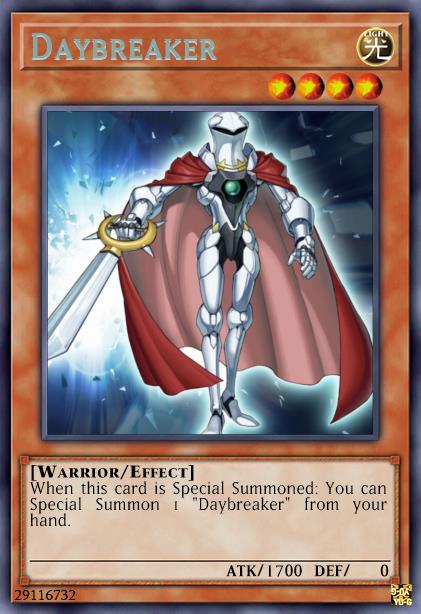 DAYBREAKER
LIGHT
光
[WARRIOR/EFFECT]
When this card is Special Summoned: You can
Special Summon 1 "Daybreaker" from your
hand.
ATK/1700 DEF/ 0
29116732